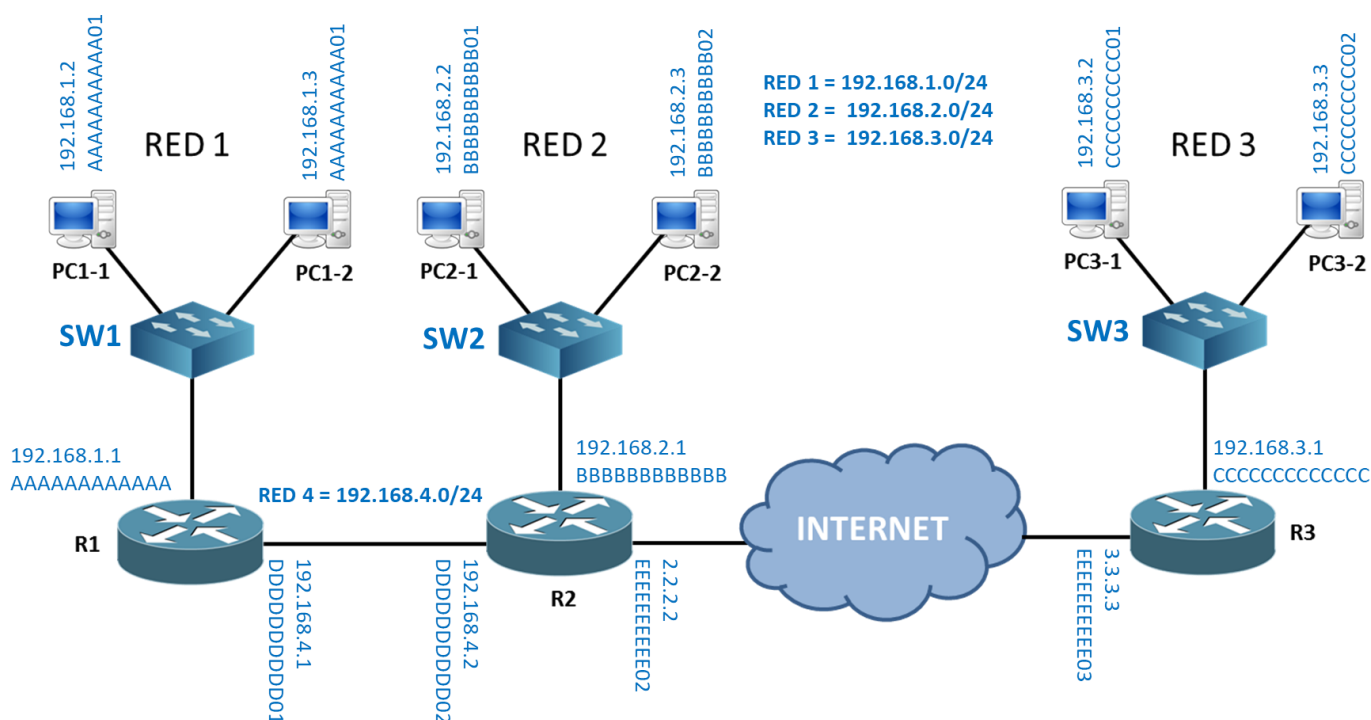 192.168.1.2
AAAAAAAAAA01
192.168.1.3
AAAAAAAAAA01
192.168.2.2
BBBBBBBBBB01
192.168.2.3
BBBBBBBBBB02
192.168.3.2
CCCCCCCCCC01
192.168.3.3
CCCCCCCCCC02
RED 1 = 192.168.1.0/24
RED 2 = 192.168.2.0/24
RED 3 = 192.168.3.0/24
RED 1
RED 2
RED 3
PC1-1
PC1-2
PC2-1
PC2-2
PC3-1
PC3-2
SW1
SW2
SW3
192.168.1.1
AAAAAAAAAAAA
192.168.2.1
BBBBBBBBBBBB
192.168.3.1
CCCCCCCCCCCCC
RED 4 = 192.168.4.0/24
R1
R2
INTERNET
R3
192.168.4.1
DDDDDDDDDD01
192.168.4.2
DDDDDDDDDD02
2.2.2.2
EEEEEEEEEE02
3.3.3.3
EEEEEEEEEE03